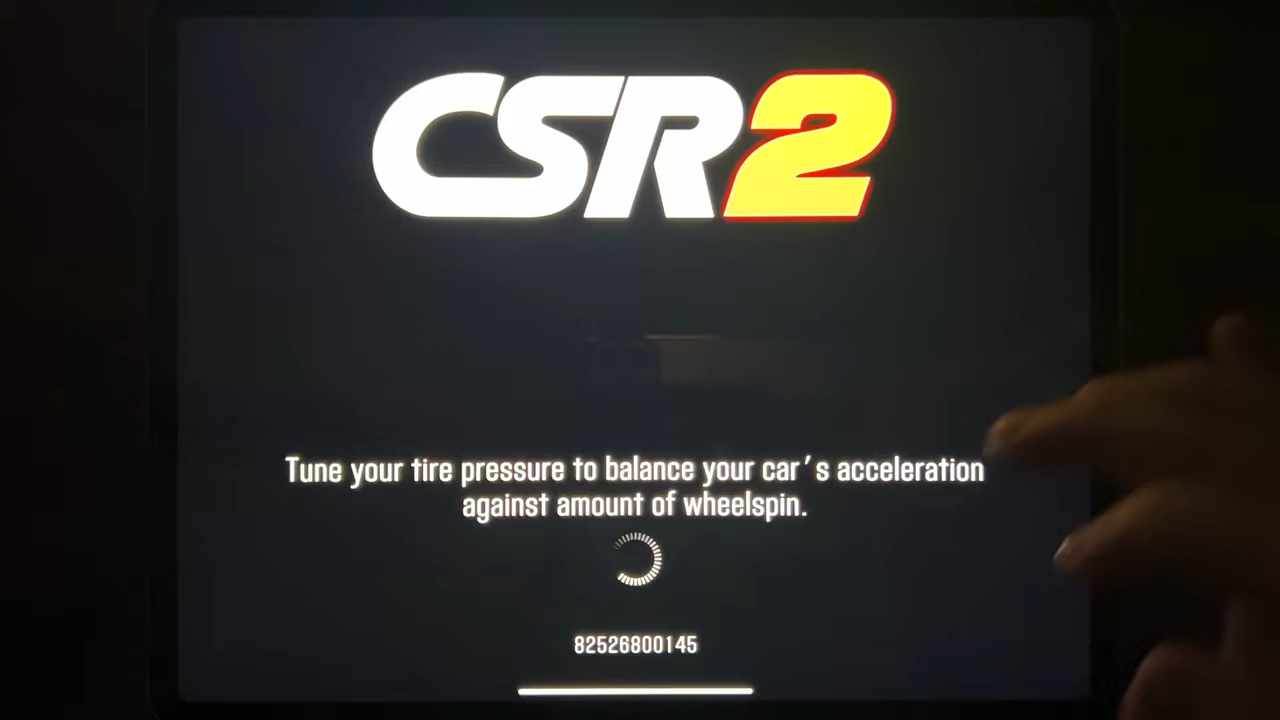 CSR2
Tune your tire pressure to balance your car's acceleration
against amount of wheelspin.
82526800145